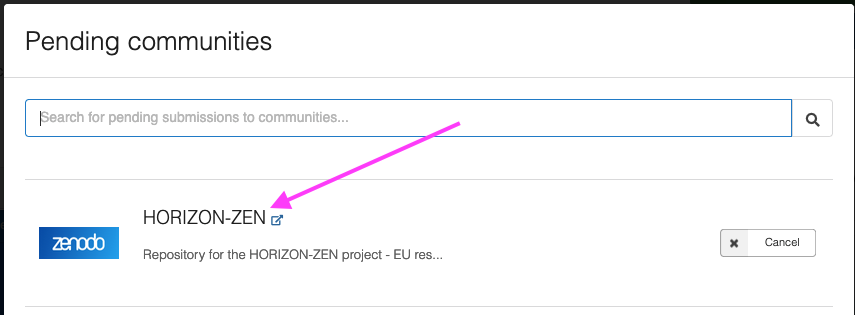 Pending communities
Search for pending submissions to communities...
HORIZON-ZEN
zenodo
Repository for the HORIZON-ZEN project - EU res...
Cancel